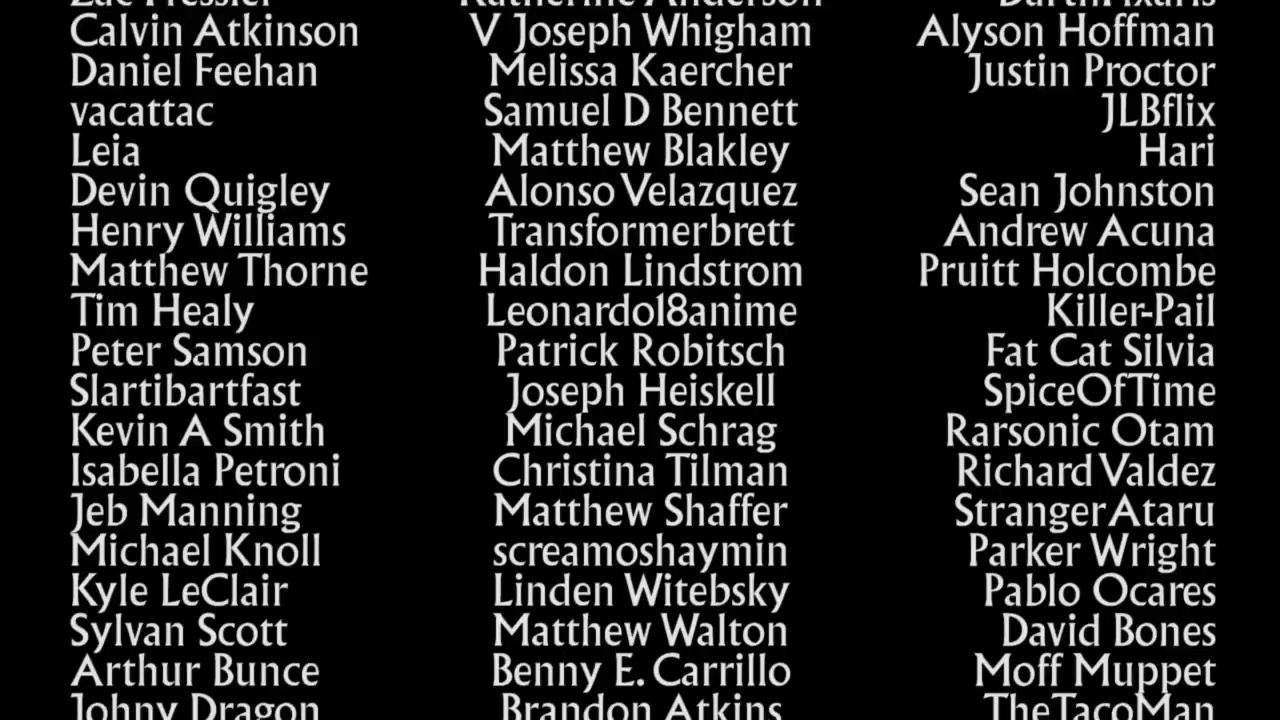 Calvin Atkinson V Joseph Whigham Alyson Hoffman
Daniel Feehan Melissa Kaercher Justin Proctor
vacattac Samuel D Bennett JLBflix
Leia Matthew Blakley Hari
Devin Quigley Alonso Velazquez Sean Johnston
Henry Williams Transformerbrett Andrew Acuna
Matthew Thorne Haldon Lindstrom Pruitt Holcombe
Tim Healy Leonardo18anime Killer-Pail
Peter Samson Patrick Robitsch Fat Cat Silvia
Slartibartfast Joseph Heiskell SpiceOfTime
Kevin A Smith Michael Schrag Rarsonic Otam
Isabella Petroni Christina Tilman Richard Valdez
Jeb Manning Matthew Shaffer StrangerAtaru
Michael Knoll screamoshaymin Parker Wright
Kyle LeClair Linden Witebsky Pablo Ocares
Sylvan Scott Matthew Walton David Bones
Arthur Bunce Benny E. Carrillo Moff Muppet
Johny Dragon Brandon Atkins TheTacoMan